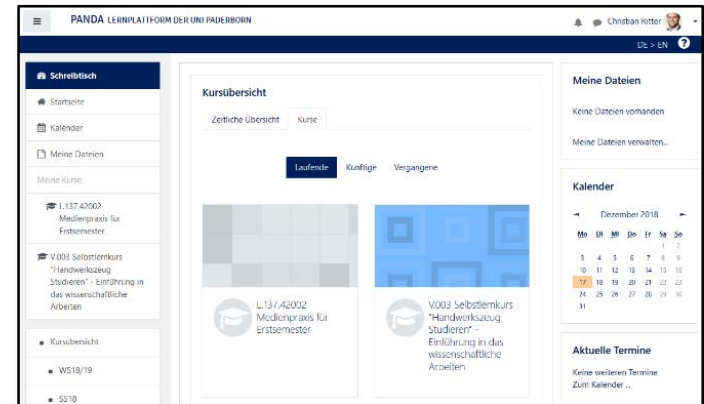 PANDA LERNPLATTFORM DER UNI PADERBORN
Christian Ritter
DE > EN ?
Schreibtisch
Startseite
Kalender
Meine Dateien
Meine Kurse
L.137.42002
Medienpraxis für
Erstsemester
V.003 Selbstlernkurs
"Handwerkszeug
Studieren" -
Einführung in
das wissenschaftliche
Arbeiten
Kursübersicht
WS18/19
SS18
Kursübersicht
Zeitliche Übersicht Kurse
Laufende Künftige Vergangene
L.137.42002
Medienpraxis für
Erstsemester
V.003 Selbstlernkurs
"Handwerkszeug
Studieren" -
Einführung in das
wissenschaftliche
Arbeiten
Meine Dateien
Keine Dateien vorhanden
Meine Dateien verwalten...
Kalender
◄ Dezember 2018 ►
Mo Di Mi Do Fr Sa So
1 2
3 4 5 6 7 8 9
10 11 12 13 14 15 16
17 18 19 20 21 22 23
24 25 26 27 28 29 30
31
Aktuelle Termine
Keine weiteren Termine
Zum Kalender ...